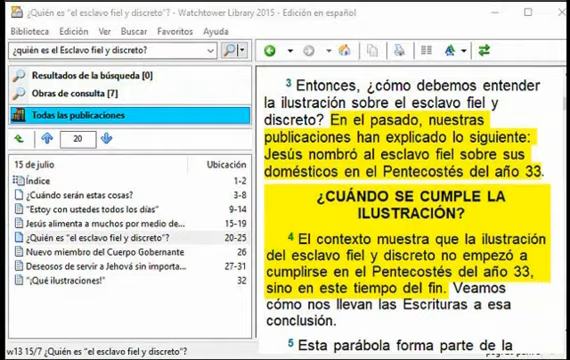 ¿Quién es "el esclavo fiel y discreto"? - Watchtower Library 2015 - Edición en español
Biblioteca Edición Ver Buscar Favoritos Ayuda
¿quién es el Esclavo fiel y discreto?
Resultados de la búsqueda [0]
Obras de consulta [7]
Todas las publicaciones
20
15 de julio Ubicación
Índice 1-2
¿Cuándo serán estas cosas? 3-8
"Estoy con ustedes todos los días" 9-14
Jesús alimenta a muchos por medio de... 15-19
¿Quién es "el esclavo fiel y discreto"? 20-25
Nuevo miembro del Cuerpo Gobernante 26
Deseosos de servir a Jehová sin importa... 27-31
"¡Qué ilustraciones!" 32
w13 15/7 ¿Quién es "el esclavo fiel y discreto"?
3 Entonces, ¿cómo debemos entender
la ilustración sobre el esclavo fiel y
discreto? En el pasado, nuestras
publicaciones han explicado lo siguiente:
Jesús nombró al esclavo fiel sobre sus
domésticos en el Pentecostés del año 33.
¿CUÁNDO SE CUMPLE LA
ILUSTRACIÓN?
4 El contexto muestra que la ilustración
del esclavo fiel y discreto no empezó a
cumplirse en el Pentecostés del año 33,
sino en este tiempo del fin. Veamos
cómo nos llevan las Escrituras a esa
conclusión.
5 Esta parábola forma parte de la